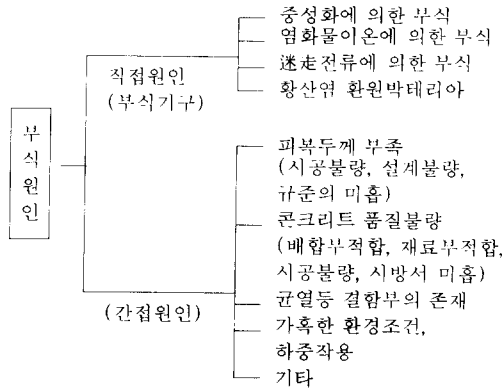 중성화에 의한 부식
염화물이온에 의한 부식
迷走전류에 의한 부식
황산염 환원박테리아
직접원인
(부식기구)
부식원인
피복두께 부족
(시공불량, 설계불량,
규준의 미흡)
콘크리트 품질불량
(배합부적합, 재료부적합,
시공불량, 시방서 미흡)
균열등 결함부의 존재
(간접원인)
가혹한 환경조건,
하중작용
기타